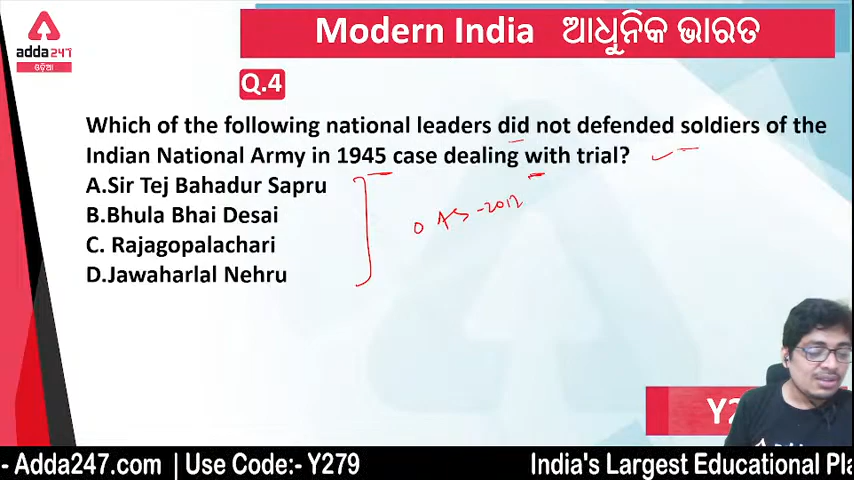 Modern India ଆଧୁନିକ ଭାରତ
adda247
ଓଡ଼ିଆ
Q.4
Which of the following national leaders did not defended soldiers of the
Indian National Army in 1945 case dealing with trial?
A.Sir Tej Bahadur Sapru
B.Bhula Bhai Desai
C. Rajagopalachari
D.Jawaharlal Nehru
OAS-2012
- Adda247.com | Use Code:- Y279
India's Largest Educational Pla